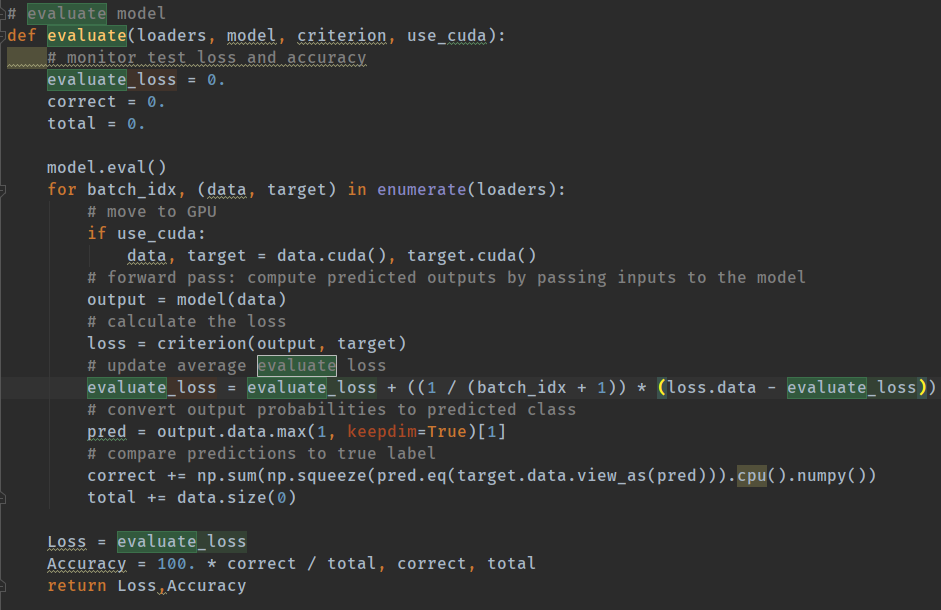 # evaluate model
def evaluate(loaders, model, criterion, use_cuda):
    # monitor test loss and accuracy
    evaluate_loss = 0.
    correct = 0.
    total = 0.

    model.eval()
    for batch_idx, (data, target) in enumerate(loaders):
        # move to GPU
        if use_cuda:
            data, target = data.cuda(), target.cuda()
        # forward pass: compute predicted outputs by passing inputs to the model
        output = model(data)
        # calculate the loss
        loss = criterion(output, target)
        # update average evaluate loss
        evaluate_loss = evaluate_loss + ((1 / (batch_idx + 1)) * (loss.data - evaluate_loss))
        # convert output probabilities to predicted class
        pred = output.data.max(1, keepdim=True)[1]
        # compare predictions to true label
        correct += np.sum(np.squeeze(pred.eq(target.data.view_as(pred))).cpu().numpy())
        total += data.size(0)

    Loss = evaluate_loss
    Accuracy = 100. * correct / total, correct, total
    return Loss,Accuracy